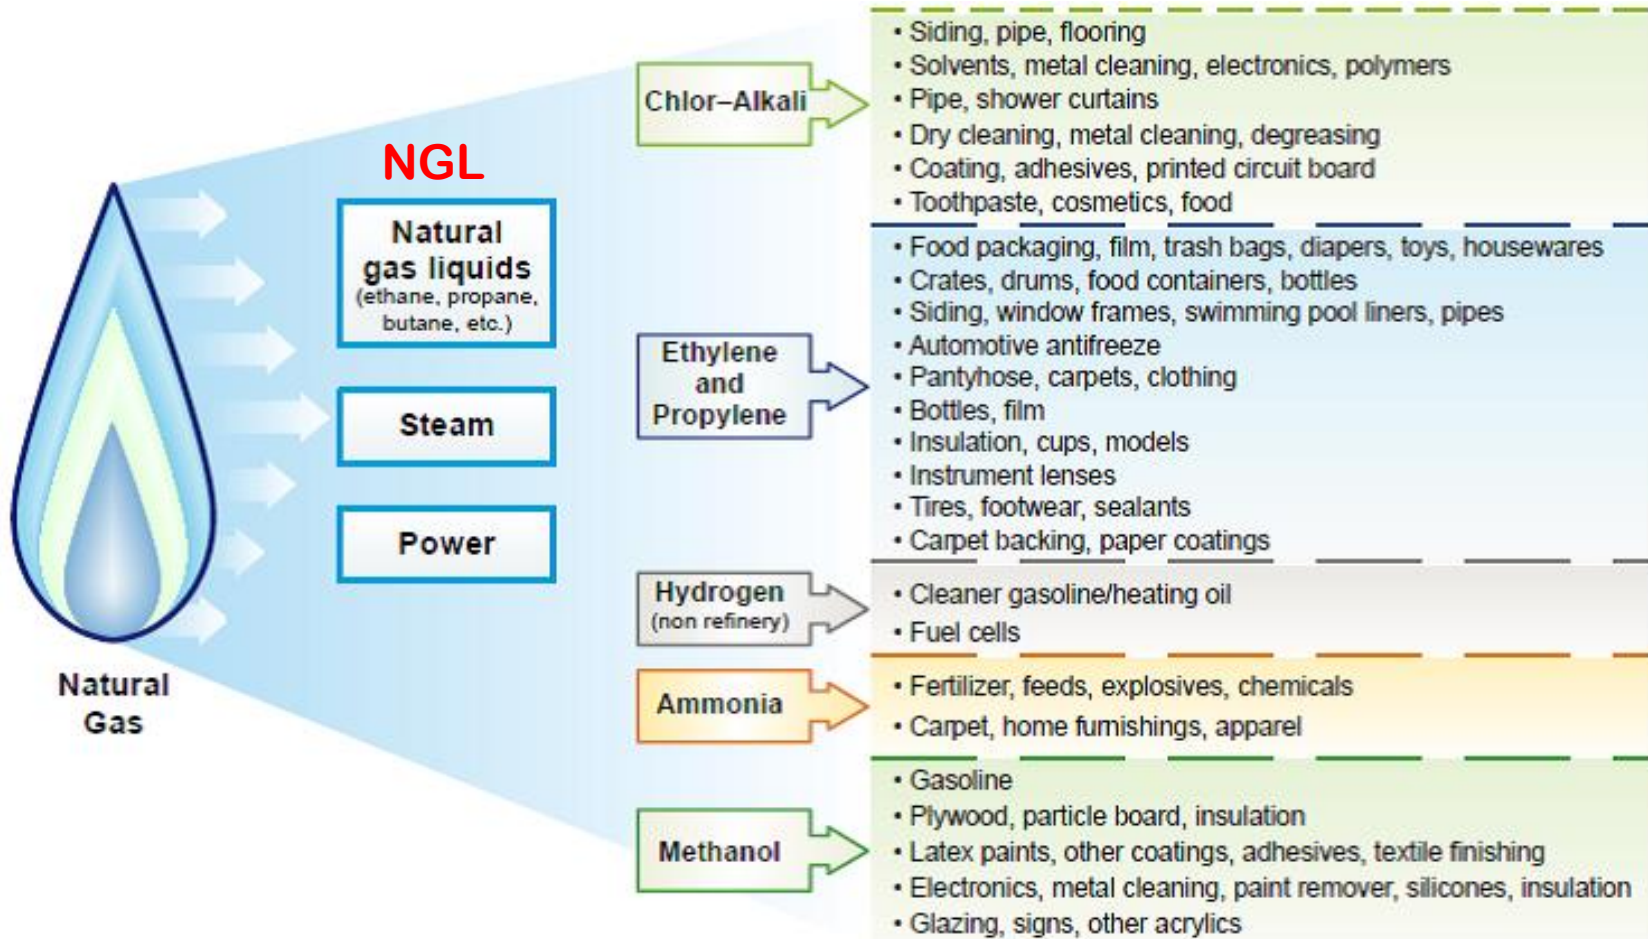 Natural
Gas
NGL
Natural
gas liquids
(ethane, propane,
butane, etc.)
Steam
Power
Chlor–Alkali
• Siding, pipe, flooring
• Solvents, metal cleaning, electronics, polymers
• Pipe, shower curtains
• Dry cleaning, metal cleaning, degreasing
• Coating, adhesives, printed circuit board
• Toothpaste, cosmetics, food
Ethylene
and
Propylene
• Food packaging, film, trash bags, diapers, toys, housewares
• Crates, drums, food containers, bottles
• Siding, window frames, swimming pool liners, pipes
• Automotive antifreeze
• Pantyhose, carpets, clothing
• Bottles, film
• Insulation, cups, models
• Instrument lenses
• Tires, footwear, sealants
• Carpet backing, paper coatings
Hydrogen
(non refinery)
• Cleaner gasoline/heating oil
• Fuel cells
Ammonia
• Fertilizer, feeds, explosives, chemicals
• Carpet, home furnishings, apparel
Methanol
• Gasoline
• Plywood, particle board, insulation
• Latex paints, other coatings, adhesives, textile finishing
• Electronics, metal cleaning, paint remover, silicones, insulation
• Glazing, signs, other acrylics